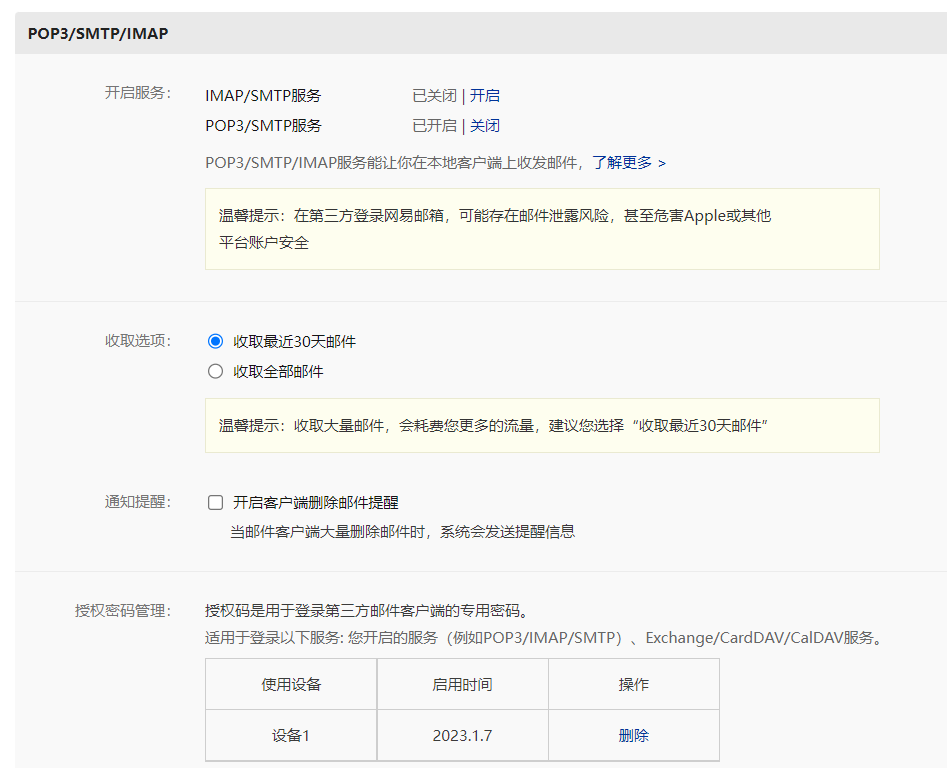 POP3/SMTP/IMAP
开启服务：
IMAP/SMTP服务 已关闭 | 开启
POP3/SMTP服务 已开启 | 关闭
POP3/SMTP/IMAP服务能让你在本地客户端上收发邮件，了解更多 >
温馨提示：在第三方登录网易邮箱，可能存在邮件泄露风险，甚至危害Apple或其他
平台账户安全
收取选项：
收取最近30天邮件
收取全部邮件
温馨提示：收取大量邮件，会耗费您更多的流量，建议您选择“收取最近30天邮件”
通知提醒：
开启客户端删除邮件提醒
当邮件客户端大量删除邮件时，系统会发送提醒信息
授权密码管理：
授权码是用于登录第三方邮件客户端的专用密码。
适用于登录以下服务: 您开启的服务（例如POP3/IMAP/SMTP）、Exchange/CardDAV/CalDAV服务。
使用设备 启用时间 操作
设备1 2023.1.7 删除